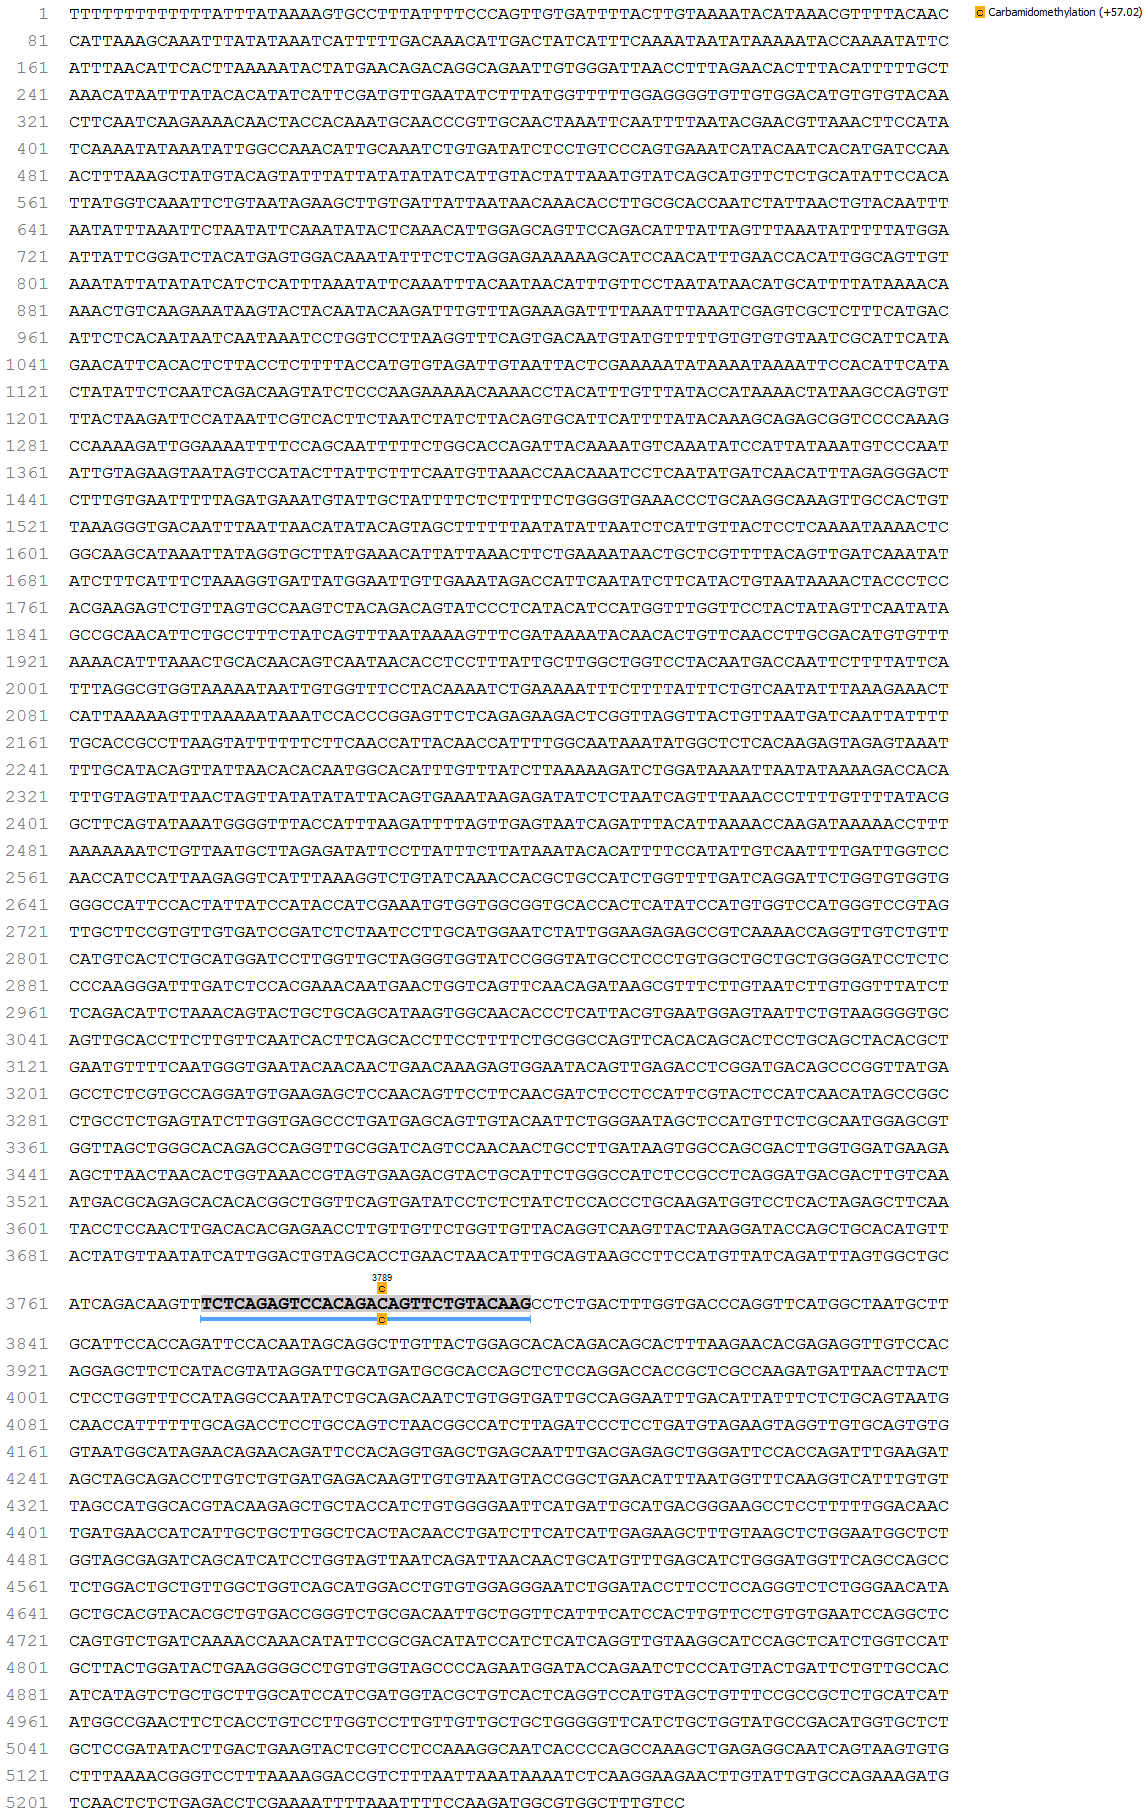 C Carbamidomethylation (+57.02)
1 TTTTTTTTTTTTTATTTATAAAAGTGCCTTTATTTTCCCAGTTGTGATTTTACTTGTAAAATACATAAACGTTTTACAAC
81 CATTAAAGCAAATTTATATAAATCATTTTTGACAAACATTGACTATCATTTCAAAATAATATAAAAATACCAAAATATTC
161 ATTTAACATTCACTTAAAAATACTATGAACAGACAGGCAGAATTGTGGGATTAACCTTTAGAACACTTTACATTTTTGCT
241 AAACATAATTTATACACATATCATTCGATGTTGAATATCTTTATGGTTTTTGGAGGGGTGTTGTGGACATGTGTGTACAA
321 CTTCAATCAAGAAAACAACTACCACAAATGCAACCCGTTGCAACTAAATTCAATTTTAATACGAACGTTAAACTTCCATA
401 TCAAAATATAAATATTGGCCAAACATTGCAAATCTGTGATATCTCCTGTCCCAGTGAAATCATACAATCACATGATCCAA
481 ACTTTAAAGCTATGTACAGTATTTATTATATATATCATTGTACTATTAAATGTATCAGCATGTTCTCTGCATATTCCACA
561 TTATGGTCAAATTCTGTAATAGAAGCTTGTGATTATTAATAACAAACACCTTGCGCACCAATCTATTAACTGTACAATTT
641 AATATTTAAATTCTAATATTCAAATATACTCAAACATTGGAGCAGTTCCAGACATTTATTAGTTTAAATATTTTTATGGA
721 ATTATTCGGATCTACATGAGTGGACAAATATTTCTCTAGGAGAAAAAAGCATCCAACATTTGAACCACATTGGCAGTTGT
801 AAATATTATATATCATCTCATTTAAATATTCAAATTTACAATAACATTTGTTCCTAATATAACATGCATTTTATAAAACA
881 AAACTGTCAAGAAATAAGTACTACAATACAAGATTTGTTTAGAAAGATTTTAAATTTAAATCGAGTCGCTCTTTCATGAC
961 ATTCTCACAATAATCAATAAATCCTGGTCCTTAAGGTTTCAGTGACAATGTATGTTTTTGTGTGTGTAATCGCATTCATA
1041 GAACATTCACACTCTTACCTCTTTTACCATGTGTAGATTGTAATTACTCGAAAAATATAAAATAAAATTCCACATTCATA
1121 CTATATTCTCAATCAGACAAGTATCTCCCAAGAAAAACAAAACCTACATTTGTTTATACCATAAAACTATAAGCCAGTGT
1201 TTACTAAGATTCCATAATTCGTCACTTCTAATCTATCTTACAGTGCATTCATTTTATACAAAGCAGAGCGGTCCCCAAAG
1281 CCAAAAGATTGGAAAATTTTCCAGCAATTTTTCTGGCACCAGATTACAAAATGTCAAATATCCATTATAAATGTCCCAAT
1361 ATTGTAGAAGTAATAGTCCATACTTATTCTTTCAATGTTAAACCAACAAATCCTCAATATGATCAACATTTAGAGGGACT
1441 CTTTGTGAATTTTTAGATGAAATGTATTGCTATTTTCTCTTTTTCTGGGGTGAAACCCTGCAAGGCAAAGTTGCCACTGT
1521 TAAAGGGTGACAATTTAATTAACATATACAGTAGCTTTTTTAATATATTAATCTCATTGTTACTCCTCAAAATAAAACTC
1601 GGCAAGCATAAATTATAGGTGCTTATGAAACATTATTAAACTTCTGAAAATAACTGCTCGTTTTACAGTTGATCAAATAT
1681 ATCTTTCATTTCTAAAGGTGATTATGGAATTGTTGAAATAGACCATTCAATATCTTCATACTGTAATAAAACTACCCTCC
1761 ACGAAGAGTCTGTTAGTGCCAAGTCTACAGACAGTATCCCTCATACATCCATGGTTTGGTTCCTACTATAGTTCAATATA
1841 GCCGCAACATTCTGCCTTTCTATCAGTTTAATAAAAGTTTCGATAAAATACAACACTGTTCAACCTTGCGACATGTGTTT
1921 AAAACATTTAAACTGCACAACAGTCAATAACACCTCCTTTATTGCTTGGCTGGTCCTACAATGACCAATTCTTTTATTCA
2001 TTTAGGCGTGGTAAAAATAATTGTGGTTTCCTACAAAATCTGAAAAATTTCTTTTATTTCTGTCAATATTTAAAGAAACT
2081 CATTAAAAAGTTTAAAAATAAATCCACCCGGAGTTCTCAGAGAAGACTCGGTTAGGTTACTGTTAATGATCAATTATTTT
2161 TGCACCGCCTTAAGTATTTTTTCTTCAACCATTACAACCATTTTGGCAATAAATATGGCTCTCACAAGAGTAGAGTAAAT
2241 TTTGCATACAGTTATTAACACACAATGGCACATTTGTTTATCTTAAAAAGATCTGGATAAAATTAATATAAAAGACCACA
2321 TTTGTAGTATTAACTAGTTATATATATTACAGTGAAATAAGAGATATCTCTAATCAGTTTAAACCCTTTTGTTTTATACG
2401 GCTTCAGTATAAATGGGGTTTACCATTTAAGATTTTAGTTGAGTAATCAGATTTACATTAAAACCAAGATAAAAACCTTT
2481 AAAAAAATCTGTTAATGCTTAGAGATATTCCTTATTTCTTATAAATACACATTTTCCATATTGTCAATTTTGATTGGTCC
2561 AACCATCCATTAAGAGGTCATTTAAAGGTCTGTATCAAACCACGCTGCCATCTGGTTTTGATCAGGATTCTGGTGTGGTG
2641 GGGCCATTCCACTATTATCCATACCATCGAAATGTGGTGGCGGTGCACCACTCATATCCATGTGGTCCATGGGTCCGTAG
2721 TTGCTTCCGTGTTGTGATCCGATCTCTAATCCTTGCATGGAATCTATTGGAAGAGAGCCGTCAAAACCAGGTTGTCTGTT
2801 CATGTCACTCTGCATGGATCCTTGGTTGCTAGGGTGGTATCCGGGTATGCCTCCCTGTGGCTGCTGCTGGGGATCCTCTC
2881 CCCAAGGGATTTGATCTCCACGAAACAATGAACTGGTCAGTTCAACAGATAAGCGTTTCTTGTAATCTTGTGGTTTATCT
2961 TCAGACATTCTAAACAGTACTGCTGCAGCATAAGTGGCAACACCCTCATTACGTGAATGGAGTAATTCTGTAAGGGGTGC
3041 AGTTGCACCTTCTTGTTCAATCACTTCAGCACCTTCCTTTTCTGCGGCCAGTTCACACAGCACTCCTGCAGCTACACGCT
3121 GAATGTTTTCAATGGGTGAATACAACAACTGAACAAAGAGTGGAATACAGTTGAGACCTCGGATGACAGCCCGGTTATGA
3201 GCCTCTCGTGCCAGGATGTGAAGAGCTCCAACAGTTCCTTCAACGATCTCCTCCATTCGTACTCCATCAACATAGCCGGC
3281 CTGCCTCTGAGTATCTTGGTGAGCCCTGATGAGCAGTTGTACAATTCTGGGAATAGCTCCATGTTCTCGCAATGGAGCGT
3361 GGTTAGCTGGGCACAGAGCCAGGTTGCGGATCAGTCCAACAACTGCCTTGATAAGTGGCCAGCGACTTGGTGGATGAAGA
3441 AGCTTAACTAACACTGGTAAACCGTAGTGAAGACGTACTGCATTCTGGGCCATCTCCGCCTCAGGATGACGACTTGTCAA
3521 ATGACGCAGAGCACACACGGCTGGTTCAGTGATATCCTCTCTATCTCCACCCTGCAAGATGGTCCTCACTAGAGCTTCAA
3601 TACCTCCAACTTGACACACGAGAACCTTGTTGTTCTGGTTGTTACAGGTCAAGTTACTAAGGATACCAGCTGCACATGTT
3681 ACTATGTTAATATCATTGGACTGTAGCACCTGAACTAACATTTGCAGTAAGCCTTCCATGTTATCAGATTTAGTGGCTGC
3789
C
3761 ATCAGACAAGTTTCTCAGAGTCCACAGACAGTTCTGTACAAGCCTCTGACTTTGGTGACCCAGGTTCATGGCTAATGCTT
C
3841 GCATTCCACCAGATTCCACAATAGCAGGCTTGTTACTGGAGCACACAGACAGCACTTTAAGAACACGAGAGGTTGTCCAC
3921 AGGAGCTTCTCATACGTATAGGATTGCATGATGCGCACCAGCTCTCCAGGACCACCGCTCGCCAAGATGATTAACTTACT
4001 CTCCTGGTTTCCATAGGCCAATATCTGCAGACAATCTGTGGTGATTGCCAGGAATTTGACATTATTTCTCTGCAGTAATG
4081 CAACCATTTTTTGCAGACCTCCTGCCAGTCTAACGGCCATCTTAGATCCCTCCTGATGTAGAAGTAGGTTGTGCAGTGTG
4161 GTAATGGCATAGAACAGAACAGATTCCACAGGTGAGCTGAGCAATTTGACGAGAGCTGGGATTCCACCAGATTTGAAGAT
4241 AGCTAGCAGACCTTGTCTGTGATGAGACAAGTTGTGTAATGTACCGGCTGAACATTTAATGGTTTCAAGGTCATTTGTGT
4321 TAGCCATGGCACGTACAAGAGCTGCTACCATCTGTGGGGAATTCATGATTGCATGACGGGAAGCCTCCTTTTTGGACAAC
4401 TGATGAACCATCATTGCTGCTTGGCTCACTACAACCTGATCTTCATCATTGAGAAGCTTTGTAAGCTCTGGAATGGCTCT
4481 GGTAGCGAGATCAGCATCATCCTGGTAGTTAATCAGATTAACAACTGCATGTTTGAGCATCTGGGATGGTTCAGCCAGCC
4561 TCTGGACTGCTGTTGGCTGGTCAGCATGGACCTGTGTGGAGGGAATCTGGATACCTTCCTCCAGGGTCTCTGGGAACATA
4641 GCTGCACGTACACGCTGTGACCGGGTCTGCGACAATTGCTGGTTCATTTCATCCACTTGTTCCTGTGTGAATCCAGGCTC
4721 CAGTGTCTGATCAAAACCAAACATATTCCGCGACATATCCATCTCATCAGGTTGTAAGGCATCCAGCTCATCTGGTCCAT
4801 GCTTACTGGATACTGAAGGGGCCTGTGTGGTAGCCCCAGAATGGATACCAGAATCTCCCATGTACTGATTCTGTTGCCAC
4881 ATCATAGTCTGCTGCTTGGCATCCATCGATGGTACGCTGTCACTCAGGTCCATGTAGCTGTTTCCGCCGCTCTGCATCAT
4961 ATGGCCGAACTTCTCACCTGTCCTTGGTCCTTGTTGTTGCTGCTGGGGGTTCATCTGCTGGTATGCCGACATGGTGCTCT
5041 GCTCCGATATACTTGACTGAAGTACTCGTCCTCCAAAGGCAATCACCCCAGCCAAAGCTGAGAGGCAATCAGTAAGTGTG
5121 CTTTAAAACGGGTCCTTTAAAAGGACCGTCTTTAATTAAATAAAATCTCAAGGAAGAACTTGTATTGTGCCAGAAAGATG
5201 TCAACTCTCTGAGACCTCGAAAATTTTAAATTTTCCAAGATGGCGTGGCTTTGTCC